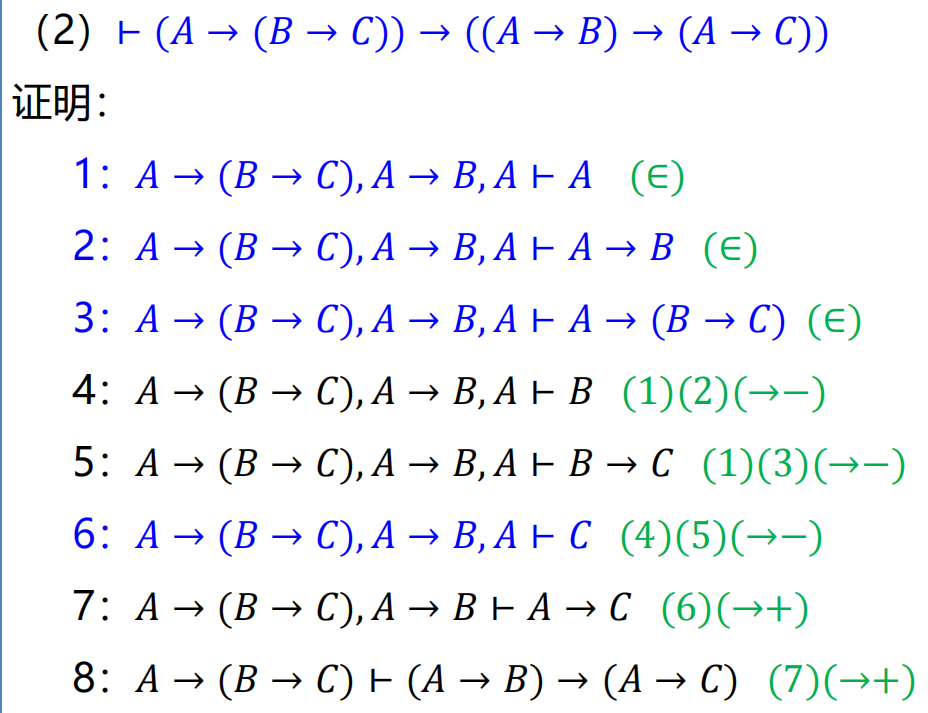 (2) ⊢ (A → (B → C)) → ((A → B) → (A → C))
证明：
1: A → (B → C), A → B, A ⊢ A (∈)
2: A → (B → C), A → B, A ⊢ A → B (∈)
3: A → (B → C), A → B, A ⊢ A → (B → C) (∈)
4: A → (B → C), A → B, A ⊢ B (1)(2)(→−)
5: A → (B → C), A → B, A ⊢ B → C (1)(3)(→−)
6: A → (B → C), A → B, A ⊢ C (4)(5)(→−)
7: A → (B → C), A → B ⊢ A → C (6)(→+)
8: A → (B → C) ⊢ (A → B) → (A → C) (7)(→+)